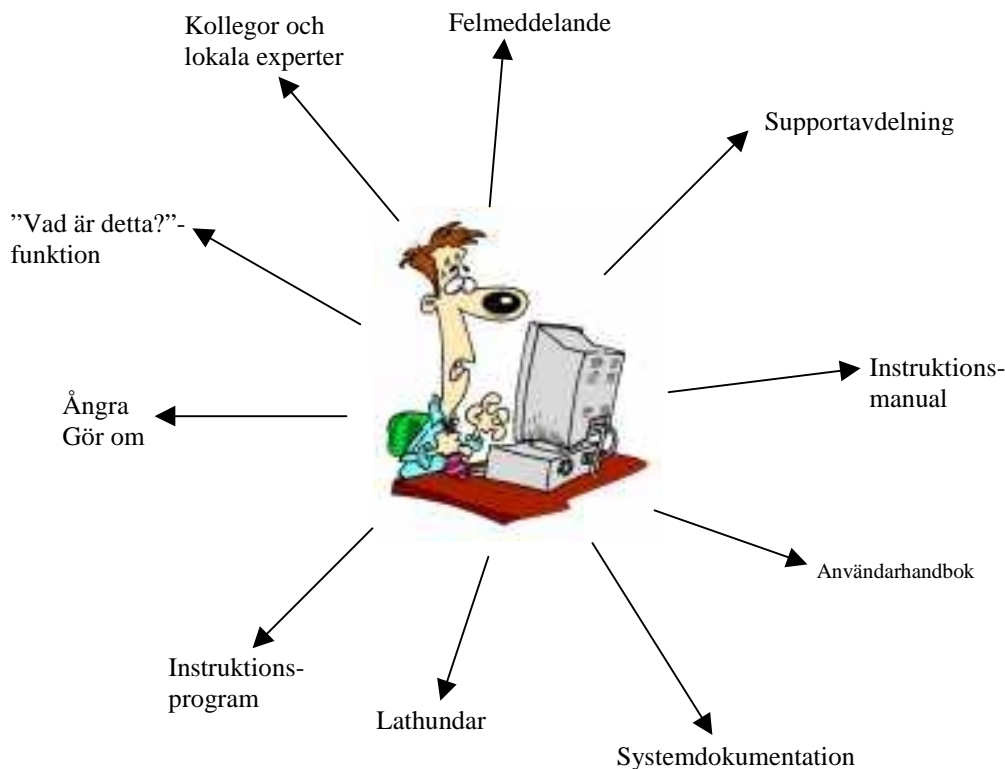 Kollegor och
lokala experter
Felmeddelande
Supportavdelning
”Vad är detta?”-
funktion
Instruktions-
manual
Ångra
Gör om
Användarhandbok
Instruktions-
program
Lathundar
Systemdokumentation